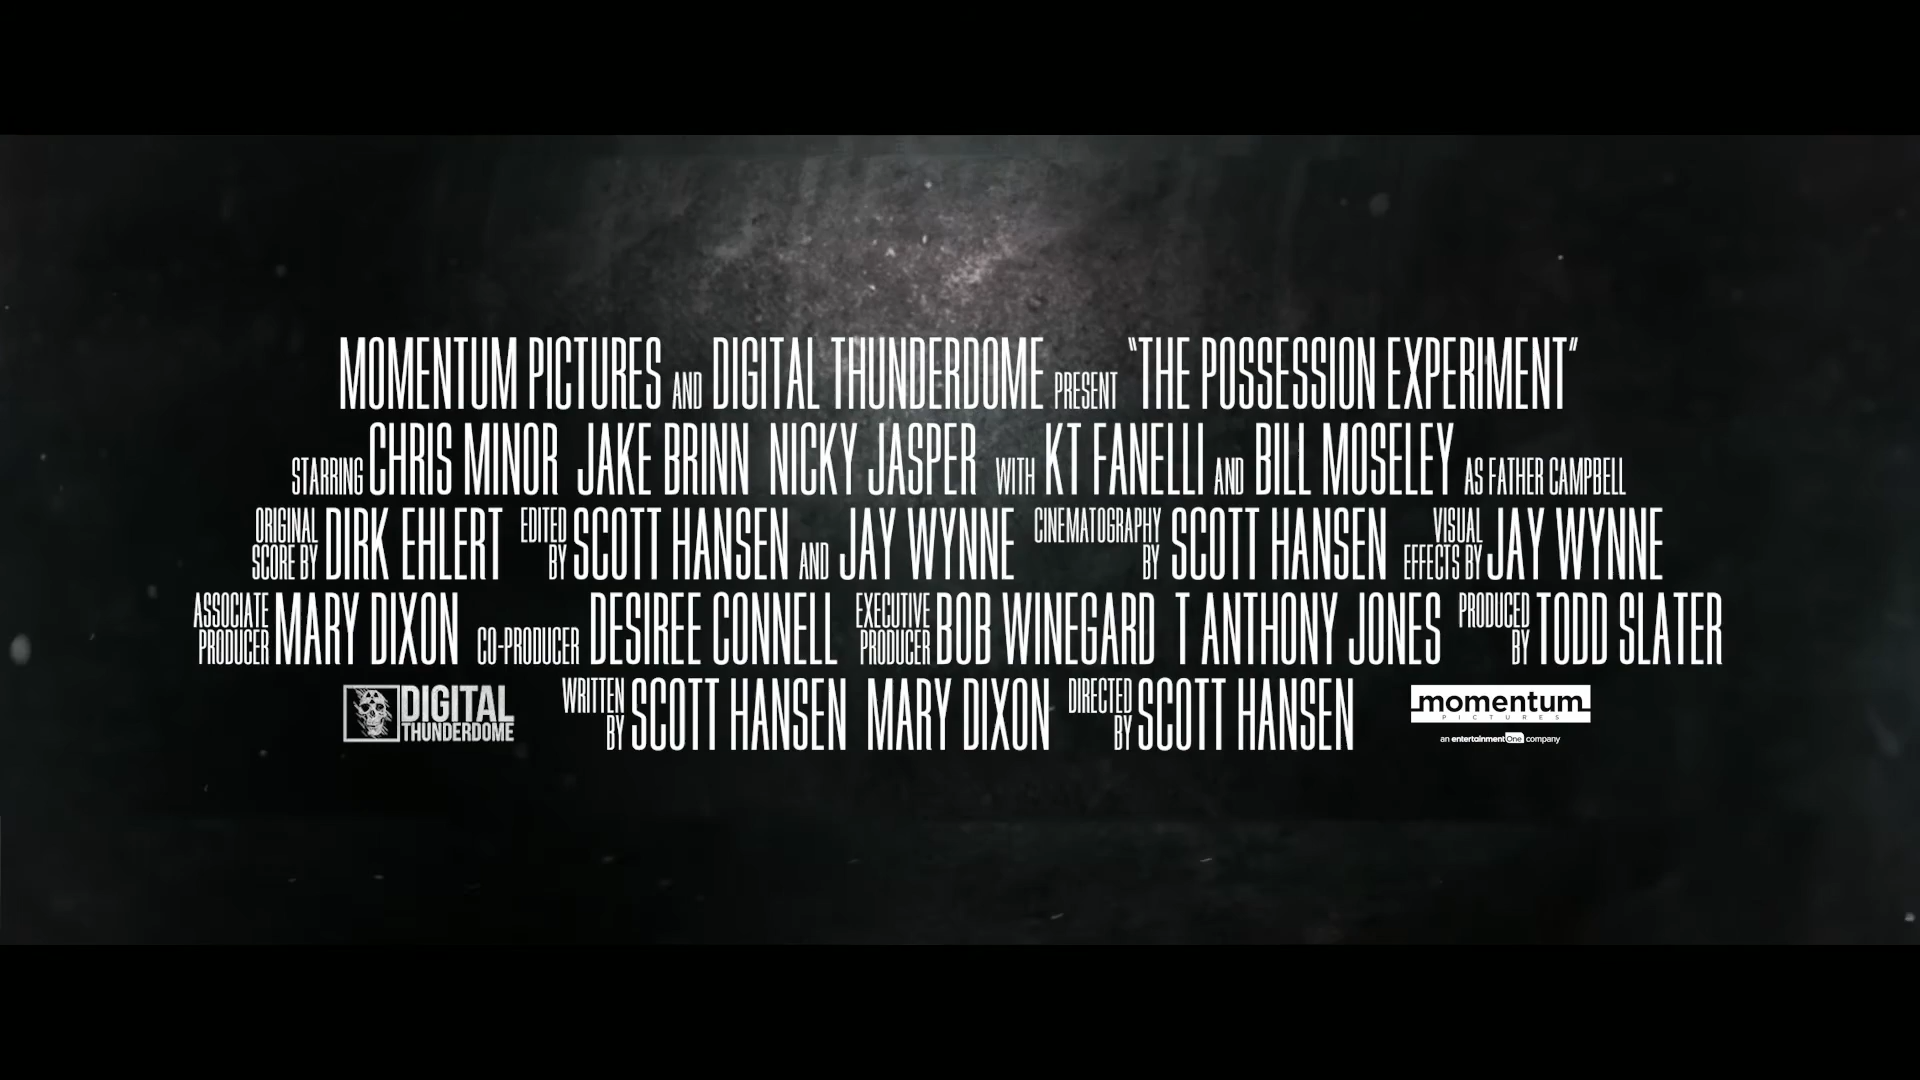 MOMENTUM PICTURES AND DIGITAL THUNDERDOME PRESENT "THE POSSESSION EXPERIMENT"
STARRING CHRIS MINOR JAKE BRINN NICKY JASPER WITH KT FANELLI AND BILL MOSELEY AS FATHER CAMPBELL
ORIGINAL SCORE BY DIRK EHLERT EDITED BY SCOTT HANSEN AND JAY WYNNE CINEMATOGRAPHY BY SCOTT HANSEN VISUAL EFFECTS BY JAY WYNNE
ASSOCIATE PRODUCER MARY DIXON CO-PRODUCER DESIREE CONNELL EXECUTIVE PRODUCER BOB WINEGARD T ANTHONY JONES PRODUCED BY TODD SLATER
DIGITAL THUNDERDOME WRITTEN BY SCOTT HANSEN MARY DIXON DIRECTED BY SCOTT HANSEN momentum
PICTURES
an entertainmentOne company